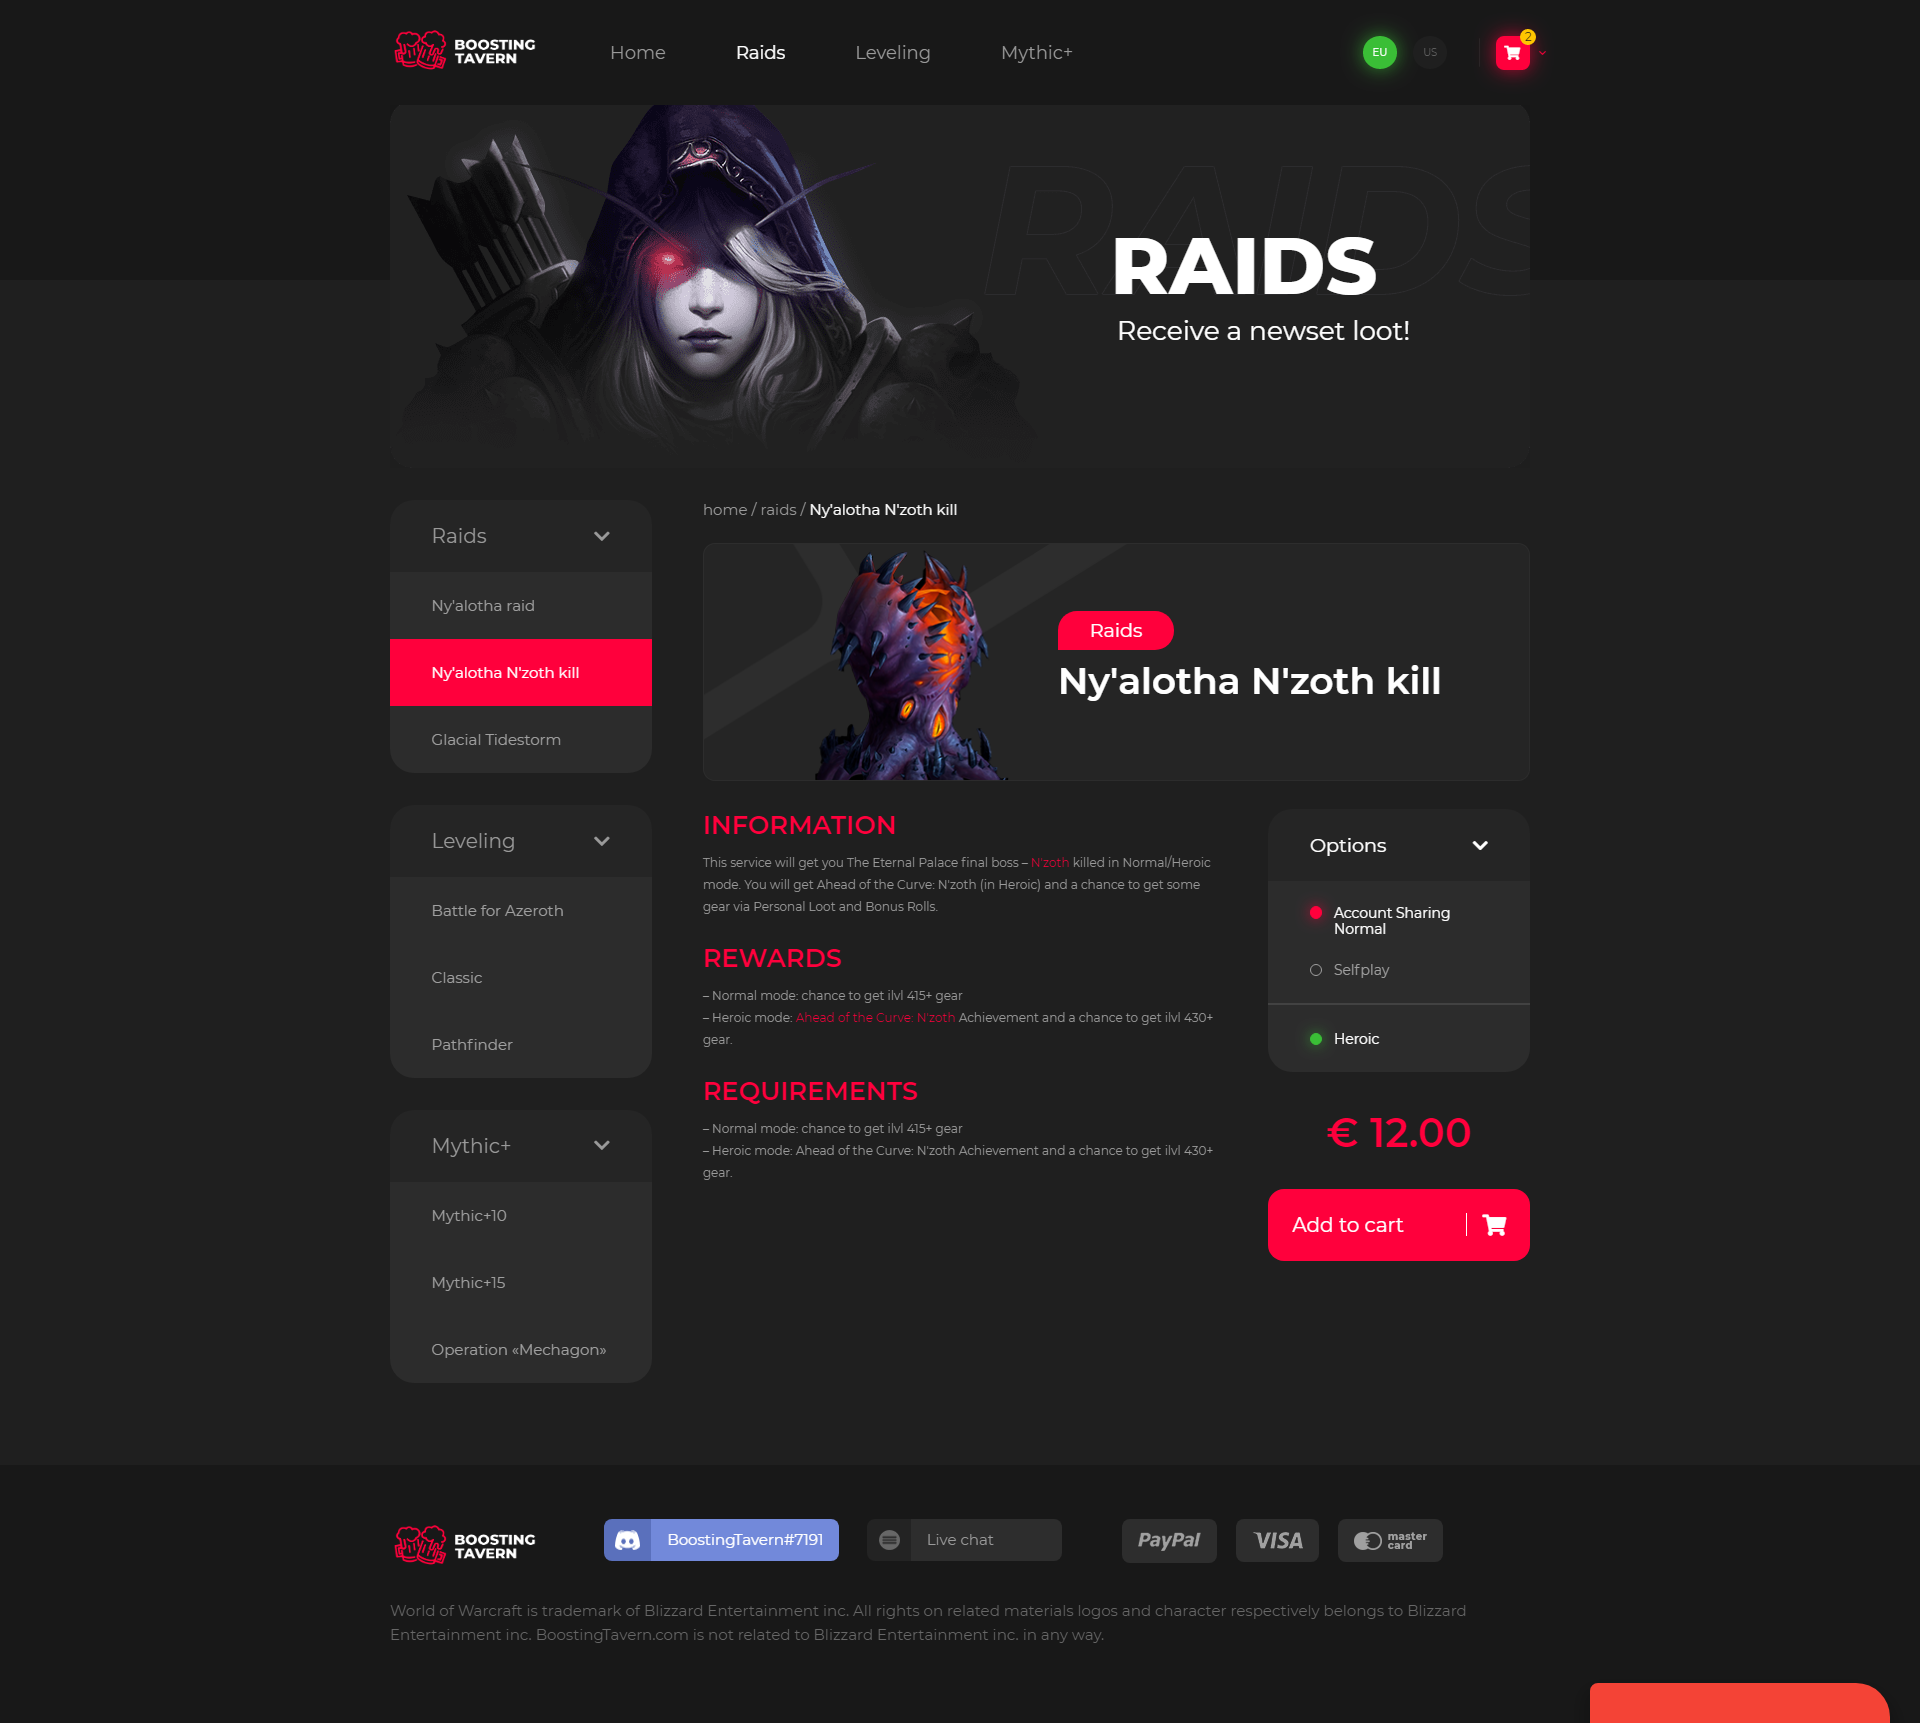 BOOSTING
TAVERN
Home
Raids
Leveling
Mythic+
EU
US
2
RAIDS
RAIDS
Receive a newset loot!
Raids
Ny'alotha raid
Ny'alotha N'zoth kill
Glacial Tidestorm
Leveling
Battle for Azeroth
Classic
Pathfinder
Mythic+
Mythic+10
Mythic+15
Operation «Mechagon»
home / raids / Ny'alotha N'zoth kill
Raids
Ny'alotha N'zoth kill
INFORMATION
This service will get you The Eternal Palace final boss – N'zoth killed in Normal/Heroic
mode. You will get Ahead of the Curve: N'zoth (in Heroic) and a chance to get some
gear via Personal Loot and Bonus Rolls.
REWARDS
– Normal mode: chance to get ilvl 415+ gear
– Heroic mode: Ahead of the Curve: N'zoth Achievement and a chance to get ilvl 430+
gear.
REQUIREMENTS
– Normal mode: chance to get ilvl 415+ gear
– Heroic mode: Ahead of the Curve: N'zoth Achievement and a chance to get ilvl 430+
gear.
Options
Account Sharing
Normal
Selfplay
Heroic
€ 12.00
Add to cart
BOOSTING
TAVERN
BoostingTavern#7191
Live chat
PayPal
VISA
master
card
World of Warcraft is trademark of Blizzard Entertainment inc. All rights on related materials logos and character respectively belongs to Blizzard
Entertainment inc. BoostingTavern.com is not related to Blizzard Entertainment inc. in any way.